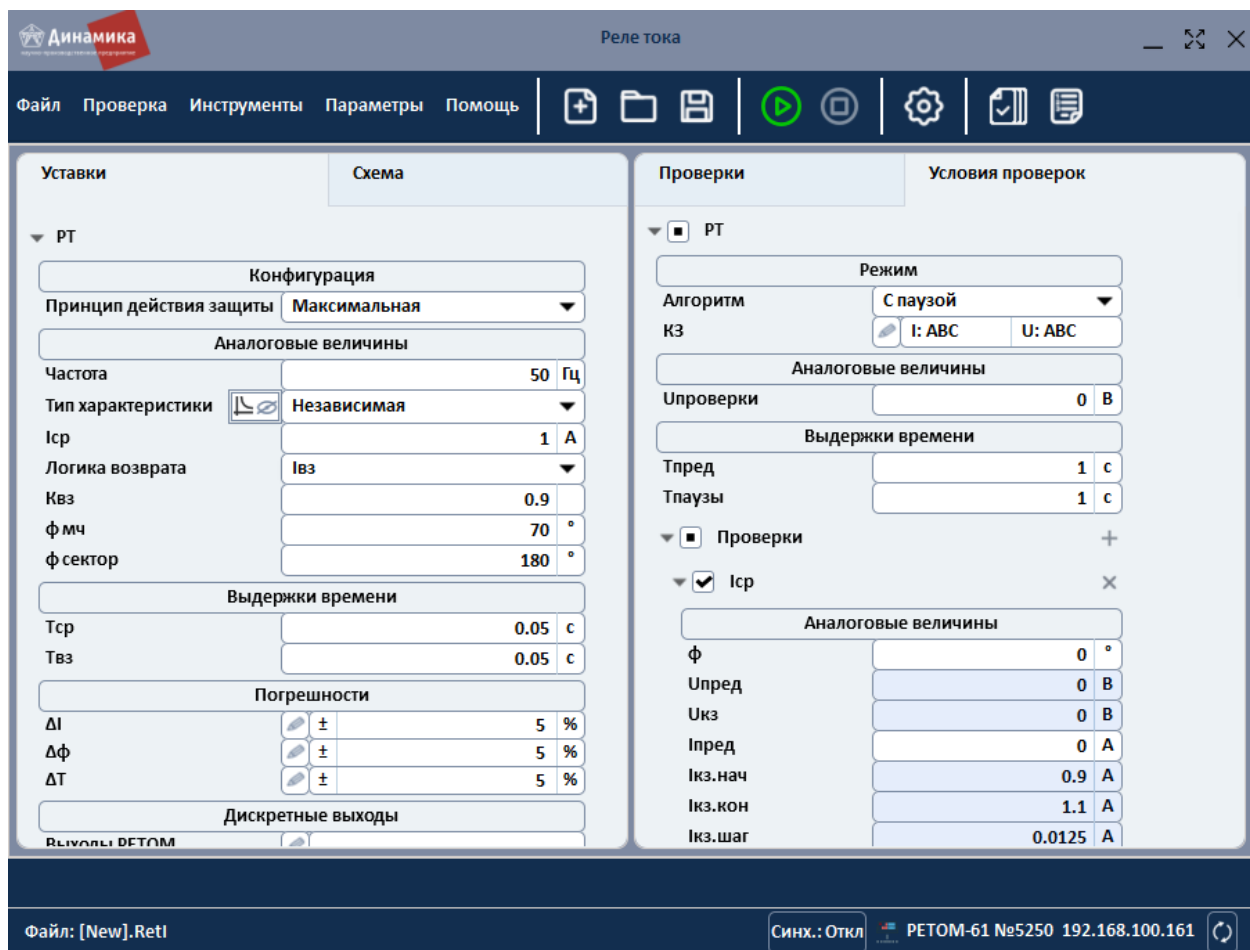 Динамика
Реле тока
Файл Проверка Инструменты Параметры Помощь
Уставки Схема
РТ
Конфигурация
Принцип действия защиты Максимальная
Аналоговые величины
Частота 50 Гц
Тип характеристики Независимая
Iср 1 А
Логика возврата Iвз
Kвз 0.9
ф мч 70 °
ф сектор 180 °
Выдержки времени
Тср 0.05 с
Твз 0.05 с
Погрешности
ΔI ± 5 %
Δф ± 5 %
ΔT ± 5 %
Дискретные выходы
Выходы РЕТОМ
Проверки Условия проверок
РТ
Режим
Алгоритм С паузой
КЗ I: ABC U: ABC
Аналоговые величины
Uпроверки 0 В
Выдержки времени
Тпред 1 с
Тпаузы 1 с
Проверки
Iср
Аналоговые величины
ф 0 °
Uпред 0 В
Uкз 0 В
Iпред 0 А
Iкз.нач 0.9 А
Iкз.кон 1.1 А
Iкз.шаг 0.0125 А
Файл: [New].RetI
Синх.: Откл РЕТОМ-61 №5250 192.168.100.161